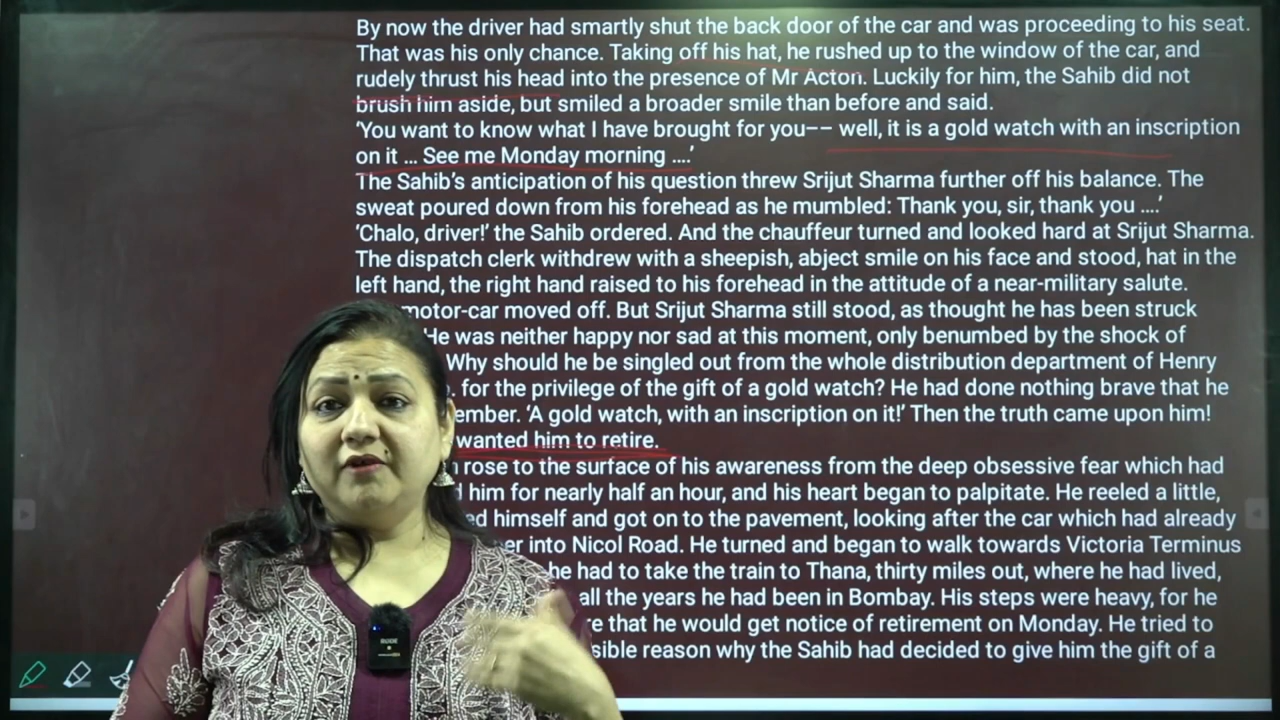 By now the driver had smartly shut the back door of the car and was proceeding to his seat.
That was his only chance. Taking off his hat, he rushed up to the window of the car, and
rudely thrust his head into the presence of Mr Acton. Luckily for him, the Sahib did not
brush him aside, but smiled a broader smile than before and said.
'You want to know what I have brought for you–– well, it is a gold watch with an inscription
on it ... See me Monday morning ....'
The Sahib's anticipation of his question threw Srijut Sharma further off his balance. The
sweat poured down from his forehead as he mumbled: Thank you, sir, thank you ....'
'Chalo, driver!' the Sahib ordered. And the chauffeur turned and looked hard at Srijut Sharma.
The dispatch clerk withdrew with a sheepish, abject smile on his face and stood, hat in the
left hand, the right hand raised to his forehead in the attitude of a near-military salute.
motor-car moved off. But Srijut Sharma still stood, as thought he has been struck
He was neither happy nor sad at this moment, only benumbed by the shock of
Why should he be singled out from the whole distribution department of Henry
. for the privilege of the gift of a gold watch? He had done nothing brave that he
ember. 'A gold watch, with an inscription on it!' Then the truth came upon him!
wanted him to retire.
rose to the surface of his awareness from the deep obsessive fear which had
him for nearly half an hour, and his heart began to palpitate. He reeled a little,
ed himself and got on to the pavement, looking after the car which had already
er into Nicol Road. He turned and began to walk towards Victoria Terminus
he had to take the train to Thana, thirty miles out, where he had lived,
all the years he had been in Bombay. His steps were heavy, for he
re that he would get notice of retirement on Monday. He tried to
sible reason why the Sahib had decided to give him the gift of a
RODE